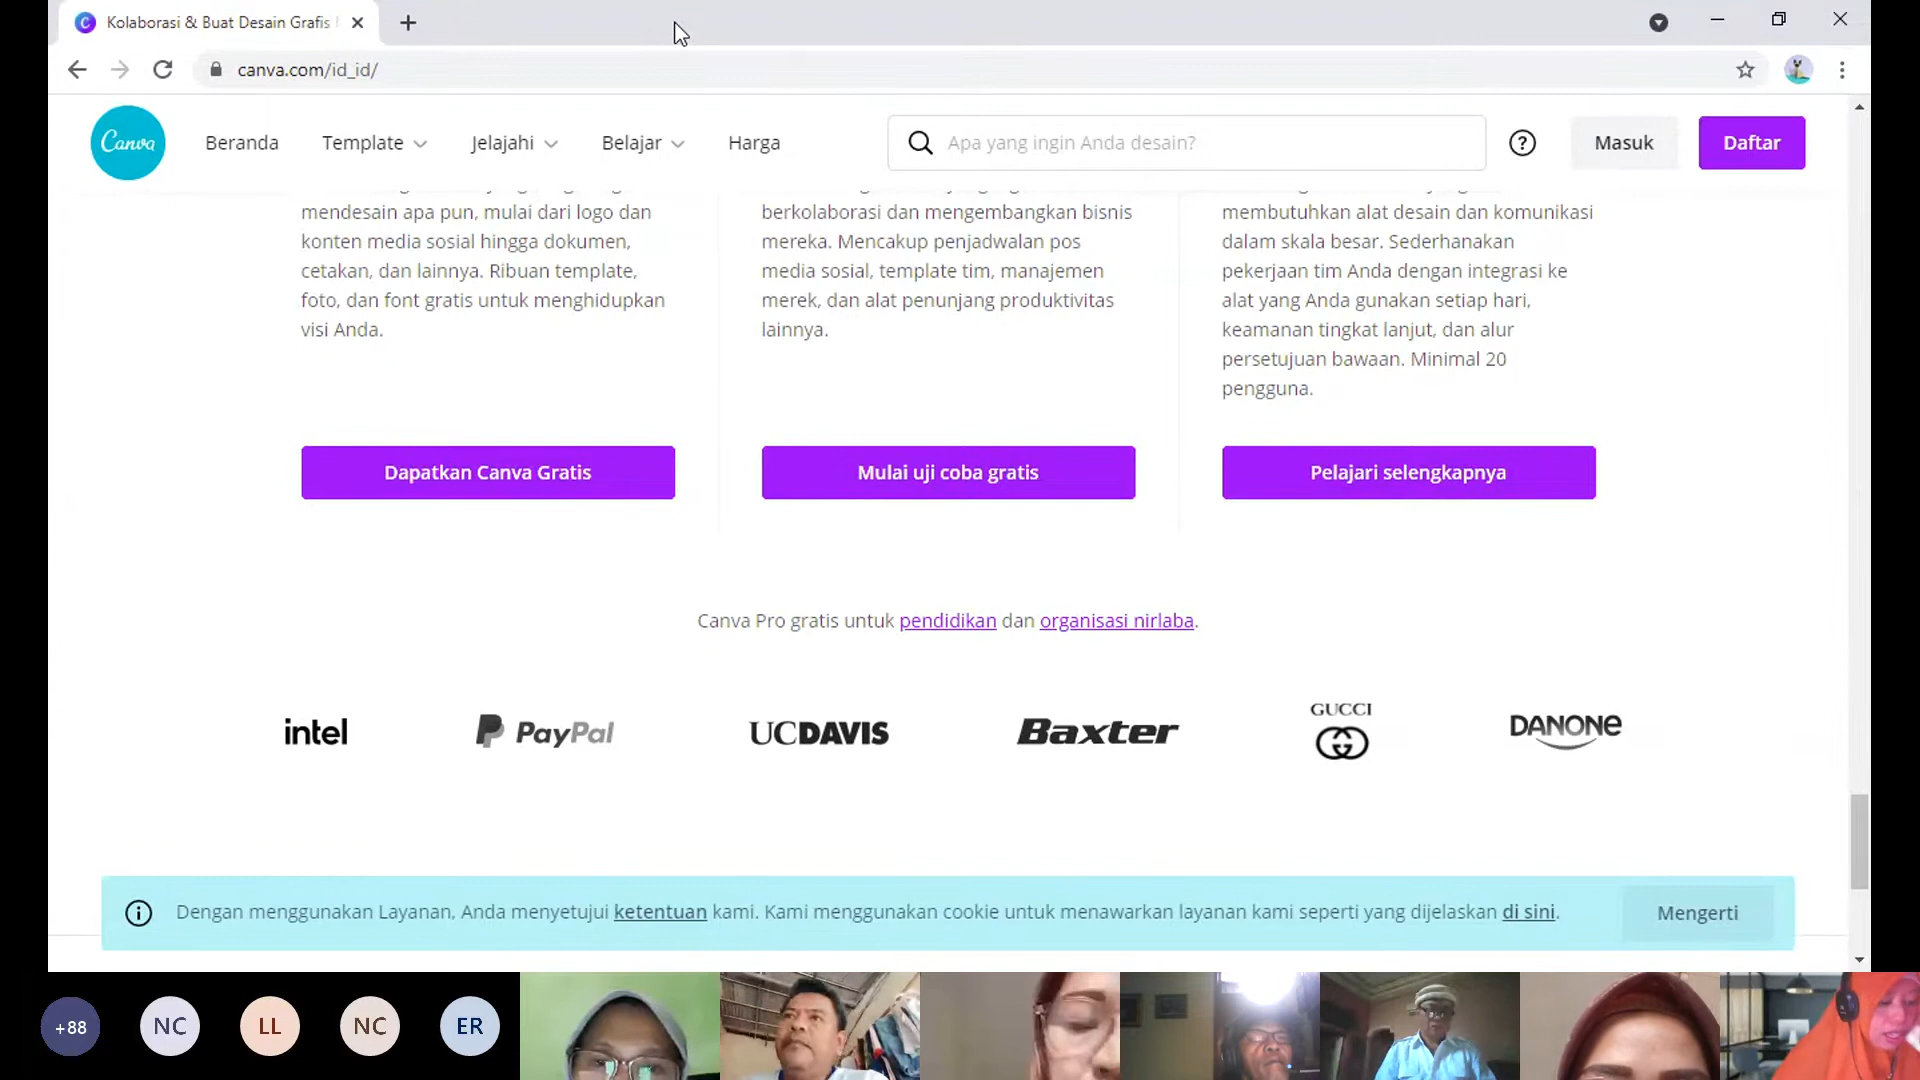 Kolaborasi & Buat Desain Grafis
canva.com/id_id/
Canva
Beranda
Template
Jelajahi
Belajar
Harga
Apa yang ingin Anda desain?
Masuk
Daftar
mendesain apa pun, mulai dari logo dan
konten media sosial hingga dokumen,
cetakan, dan lainnya. Ribuan template,
foto, dan font gratis untuk menghidupkan
visi Anda.
Dapatkan Canva Gratis
berkolaborasi dan mengembangkan bisnis
mereka. Mencakup penjadwalan pos
media sosial, template tim, manajemen
merek, dan alat penunjang produktivitas
lainnya.
Mulai uji coba gratis
membutuhkan alat desain dan komunikasi
dalam skala besar. Sederhanakan
pekerjaan tim Anda dengan integrasi ke
alat yang Anda gunakan setiap hari,
keamanan tingkat lanjut, dan alur
persetujuan bawaan. Minimal 20
pengguna.
Pelajari selengkapnya
Canva Pro gratis untuk pendidikan dan organisasi nirlaba.
intel
PayPal
UCDAVIS
Baxter
GUCCI
DANONE
Dengan menggunakan Layanan, Anda menyetujui ketentuan kami. Kami menggunakan cookie untuk menawarkan layanan kami seperti yang dijelaskan di sini.
Mengerti
+88
NC
LL
NC
ER